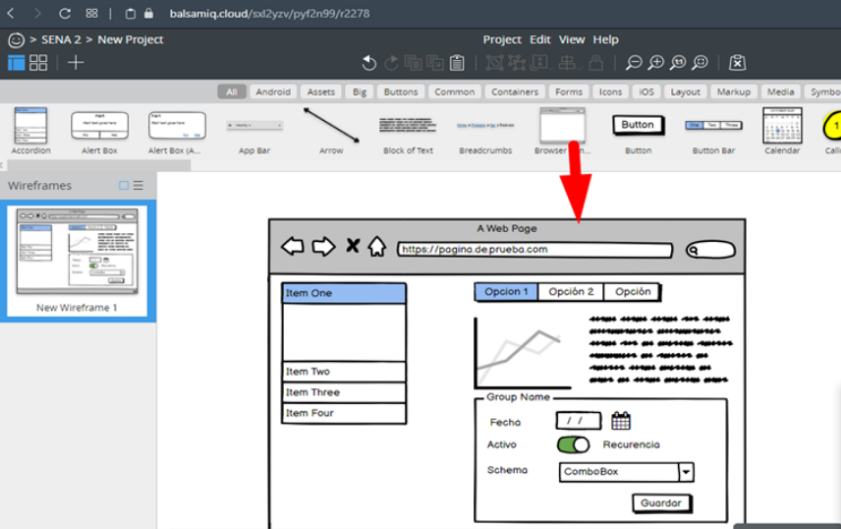 balsamiq.cloud/sxl2yzv/pyf2n99/r2278
SENA 2 > New Project
Project Edit View Help
All Android Assets Big Buttons Common Containers Forms Icons iOS Layout Markup Media Symbo
Accordion Alert Box Alert Box (A... App Bar Arrow Block of Text Breadcrumbs Browser Button Button Bar Calendar Call
Button
Wireframes
New Wireframe 1
A Web Page
https://pagina.de.prueba.com
Item One
Item Two
Item Three
Item Four
Opcion 1 Opción 2 Opción
Group Name
Fecha / /
Activo Recurencia
Schema ComboBox
Guardar